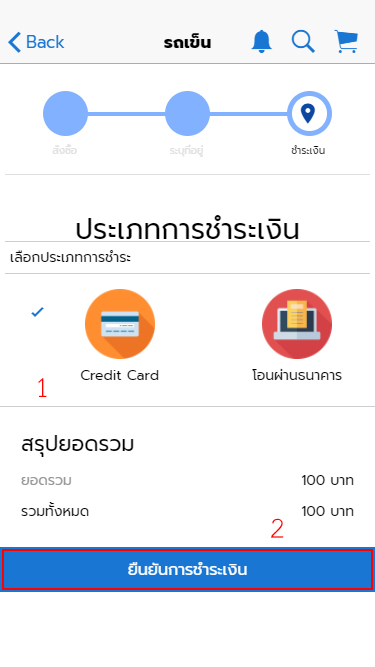 Back
รถเข็น
สั่งซื้อ
ระบุที่อยู่
ชำระเงิน
ประเภทการชำระเงิน
เลือกประเภทการชำระ
Credit Card
โอนผ่านธนาคาร
1
สรุปยอดรวม
ยอดรวม 100 บาท
รวมทั้งหมด 100 บาท
2
ยืนยันการชำระเงิน